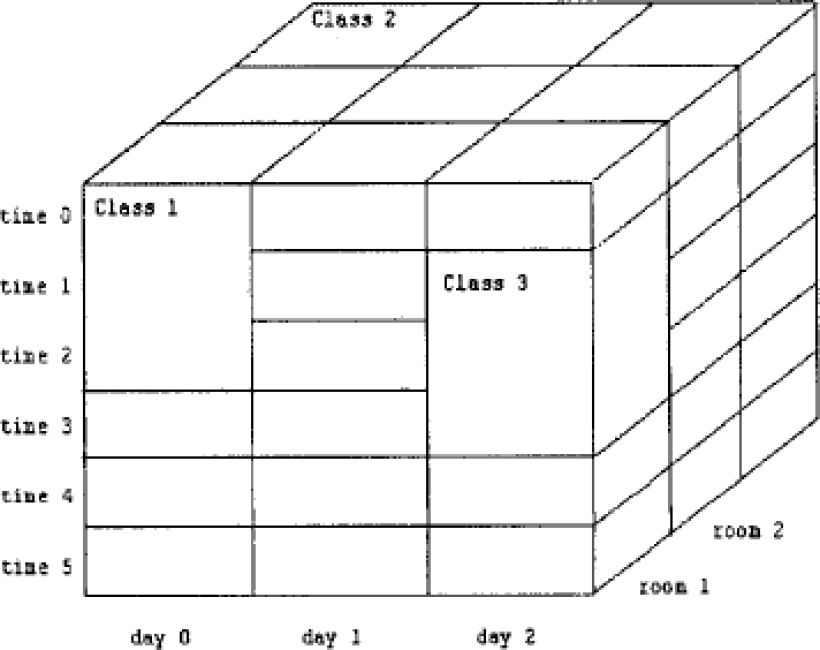 Class 2
time 0
Class 1
time 1
Class 3
time 2
time 3
time 4
room 2
time 5
room 1
day 0
day 1
day 2